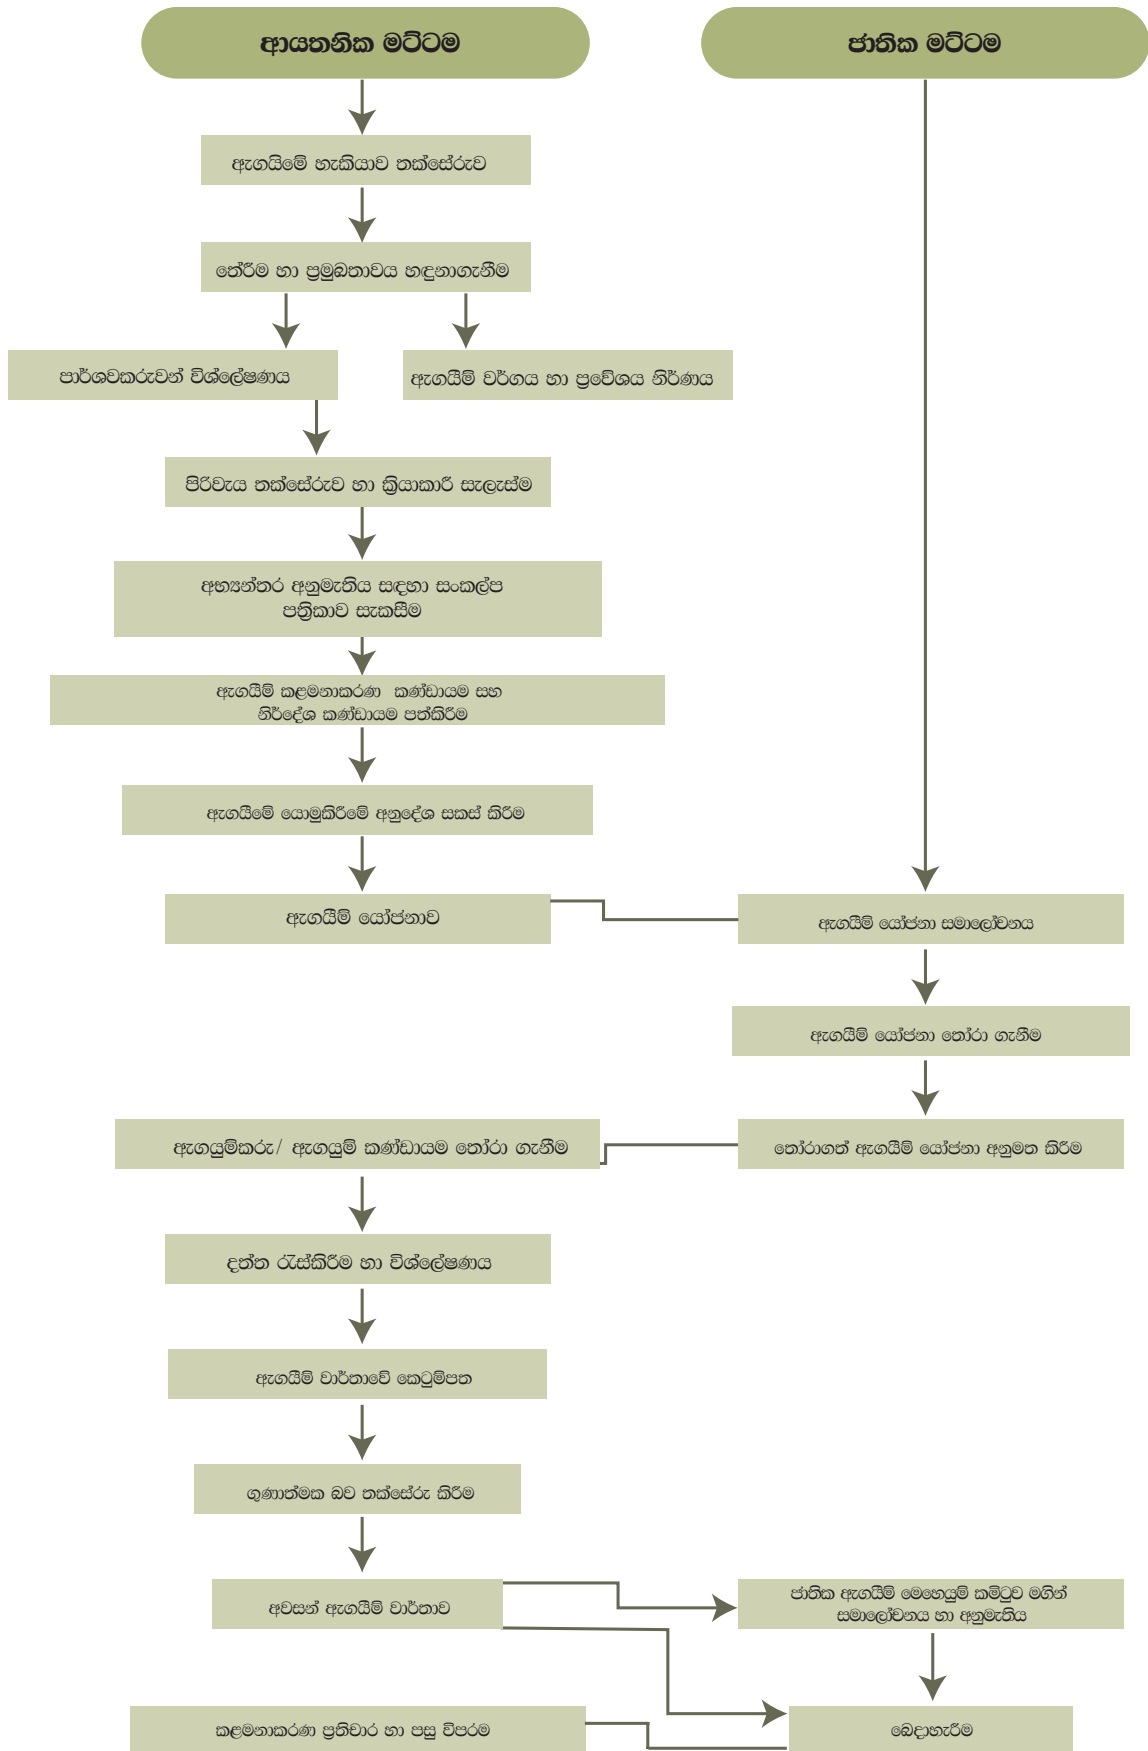 ආයතනික මට්ටම
ජාතික මට්ටම
ඇගයිමේ හැකියාව තක්සේරුව
තේරීම හා ප්‍රමුඛතාවය හඳුනාගැනීම
පාර්ශවකරුවන් විශ්ලේෂණය
ඇගයීම් වර්ගය හා ප්‍රවේශය නිර්ණය
පිරිවැය තක්සේරුව හා ක්‍රියාකාරී සැලැස්ම
අභ්‍යන්තර අනුමැතිය සඳහා සංකල්ප
පත්‍රිකාව සැකසීම
ඇගයීම් කළමනාකරණ කණ්ඩායම සහ
නිර්දේශ කණ්ඩායම පත්කිරීම
ඇගයීමේ යොමුකිරීමේ අනුදේශ සකස් කිරීම
ඇගයීම් යෝජනාව
ඇගයීම් යෝජනා සමාලෝචනය
ඇගයීම් යෝජනා තෝරා ගැනීම
ඇගයුම්කරු/ ඇගයුම් කණ්ඩායම තෝරා ගැනීම
තෝරාගත් ඇගයීම් යෝජනා අනුමත කිරීම
දත්ත රැස්කිරීම හා විශ්ලේෂණය
ඇගයීම් වාර්තාවේ කෙටුම්පත
ගුණාත්මක බව තක්සේරු කිරීම
අවසන් ඇගයීම් වාර්තාව
ජාතික ඇගයීම් මෙහෙයුම් කමිටුව මගින්
සමාලෝචනය හා අනුමැතිය
කළමනාකරණ ප්‍රතිචාර හා පසු විපරම
බෙදාහැරීම